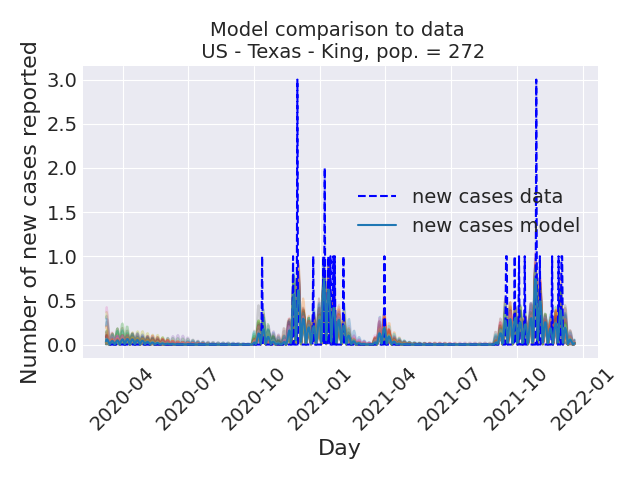 Model comparison to data
US - Texas - King, pop. = 272
Number of new cases reported
3.0
2.5
2.0
1.5
1.0
0.5
0.0
new cases data
new cases model
2020-04
2020-07
2020-10
2021-01
2021-04
2021-07
2021-10
2022-01
Day